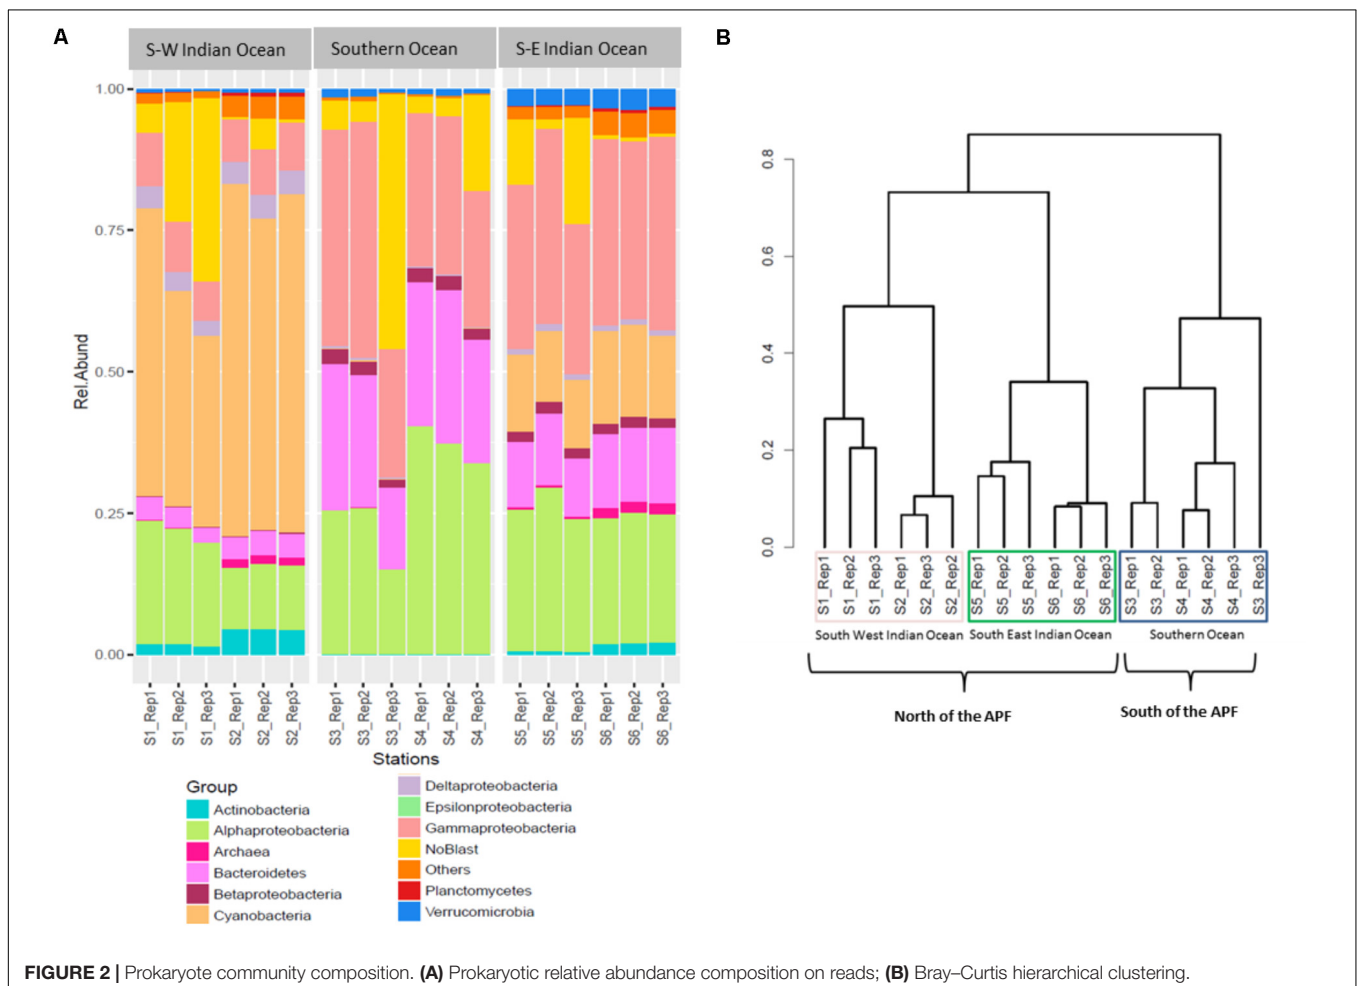 A
B
S-W Indian Ocean
Southern Ocean
S-E Indian Ocean
1.00
0.75
0.50
0.25
0.00
Rel.Abund
S1_Rep1
S1_Rep2
S1_Rep3
S2_Rep1
S2_Rep2
S2_Rep3
S3_Rep1
S3_Rep2
S3_Rep3
S4_Rep1
S4_Rep2
S4_Rep3
S5_Rep1
S5_Rep2
S5_Rep3
S6_Rep1
S6_Rep2
S6_Rep3
Stations
Group
Actinobacteria
Alphaproteobacteria
Archaea
Bacteroidetes
Betaproteobacteria
Cyanobacteria
Deltaproteobacteria
Epsilonproteobacteria
Gammaproteobacteria
NoBlast
Others
Planctomycetes
Verrucomicrobia
0.8
0.6
0.4
0.2
0.0
S1_Rep1
S1_Rep2
S1_Rep3
S2_Rep1
S2_Rep3
S2_Rep2
S5_Rep1
S5_Rep2
S5_Rep3
S6_Rep1
S6_Rep2
S6_Rep3
S3_Rep1
S3_Rep2
S4_Rep1
S4_Rep2
S4_Rep3
S3_Rep3
South West Indian Ocean
South East Indian Ocean
Southern Ocean
North of the APF
South of the APF
FIGURE 2 | Prokaryote community composition. (A) Prokaryotic relative abundance composition on reads; (B) Bray–Curtis hierarchical clustering.